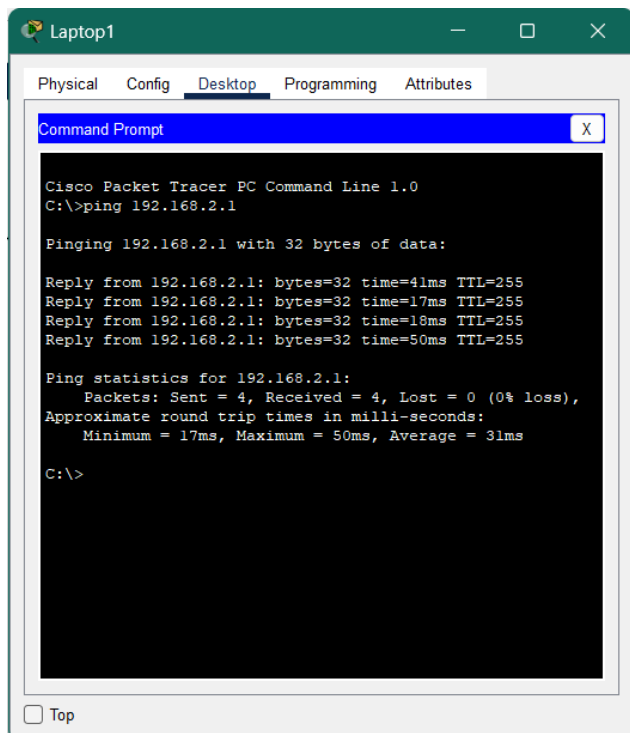 Laptop1
Physical Config Desktop Programming Attributes
Command Prompt X
Cisco Packet Tracer PC Command Line 1.0
C:\>ping 192.168.2.1
Pinging 192.168.2.1 with 32 bytes of data:
Reply from 192.168.2.1: bytes=32 time=41ms TTL=255
Reply from 192.168.2.1: bytes=32 time=17ms TTL=255
Reply from 192.168.2.1: bytes=32 time=18ms TTL=255
Reply from 192.168.2.1: bytes=32 time=50ms TTL=255
Ping statistics for 192.168.2.1:
Packets: Sent = 4, Received = 4, Lost = 0 (0% loss),
Approximate round trip times in milli-seconds:
Minimum = 17ms, Maximum = 50ms, Average = 31ms
C:\>
Top